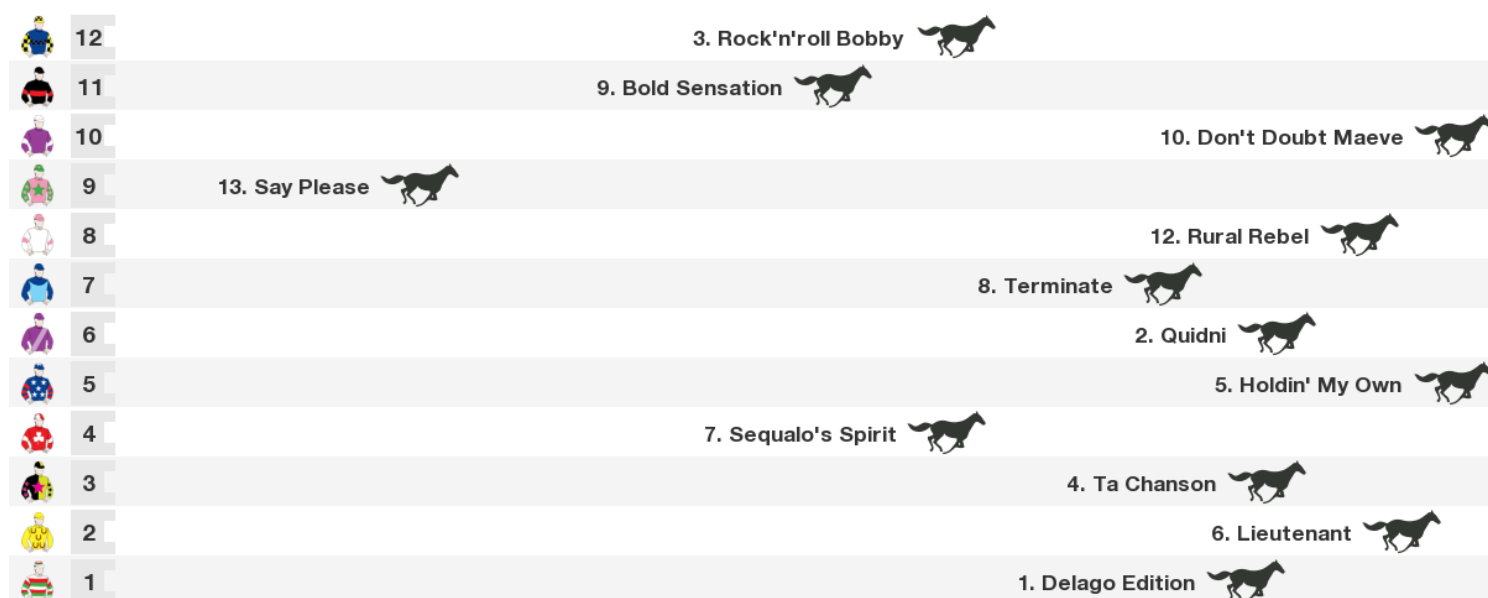 12 3. Rock'n'roll Bobby
11 9. Bold Sensation
10 10. Don't Doubt Maeve
9 13. Say Please
8 12. Rural Rebel
7 8. Terminate
6 2. Quidni
5 5. Holdin' My Own
4 7. Sequalo's Spirit
3 4. Ta Chanson
2 6. Lieutenant
1 1. Delago Edition